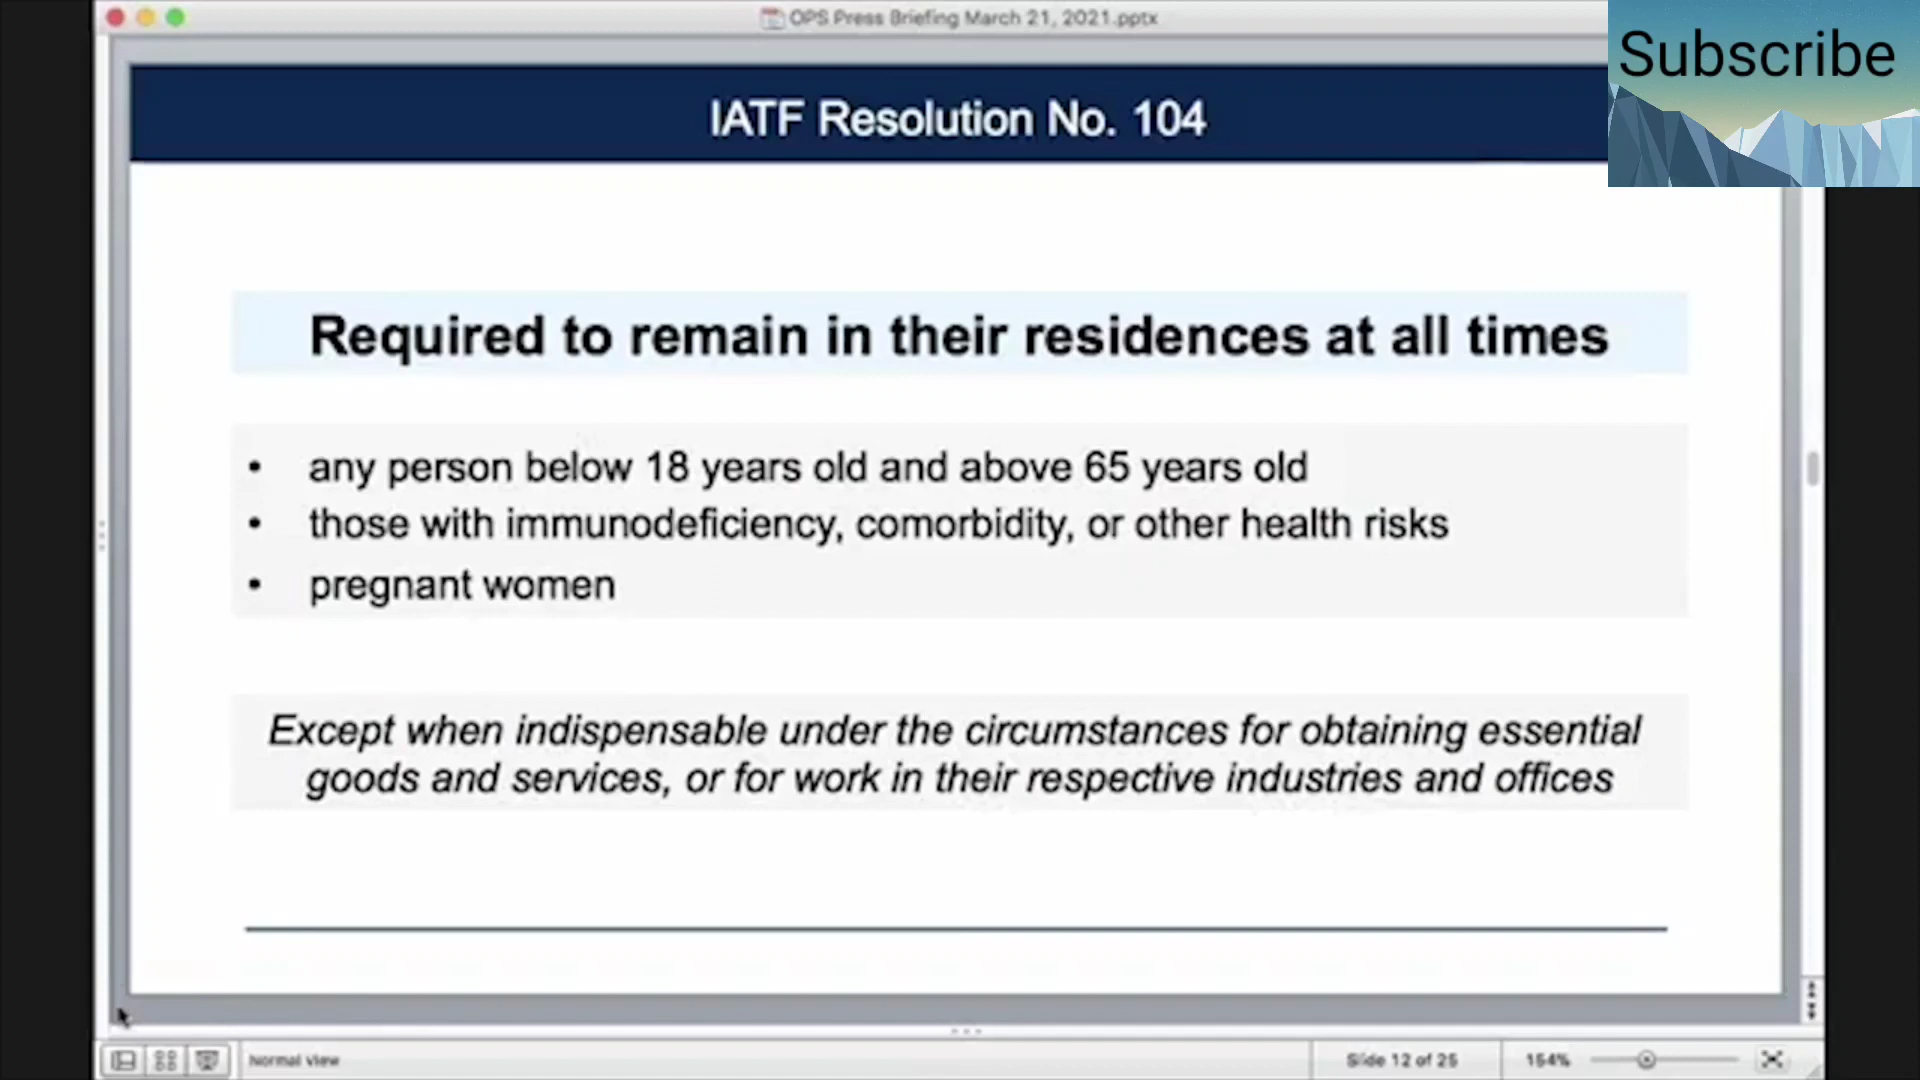 OPS Press Briefing March 21, 2021.pptx
Subscribe
IATF Resolution No. 104
Required to remain in their residences at all times
• any person below 18 years old and above 65 years old
• those with immunodeficiency, comorbidity, or other health risks
• pregnant women
Except when indispensable under the circumstances for obtaining essential
goods and services, or for work in their respective industries and offices
Normal View
Slide 12 of 25
154%